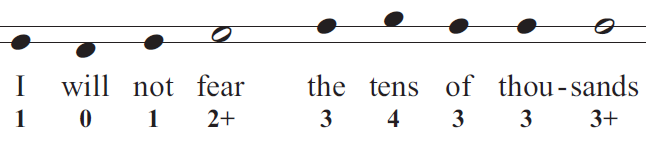 I will not fear the tens of thou-sands
1 0 1 2+ 3 4 3 3 3+